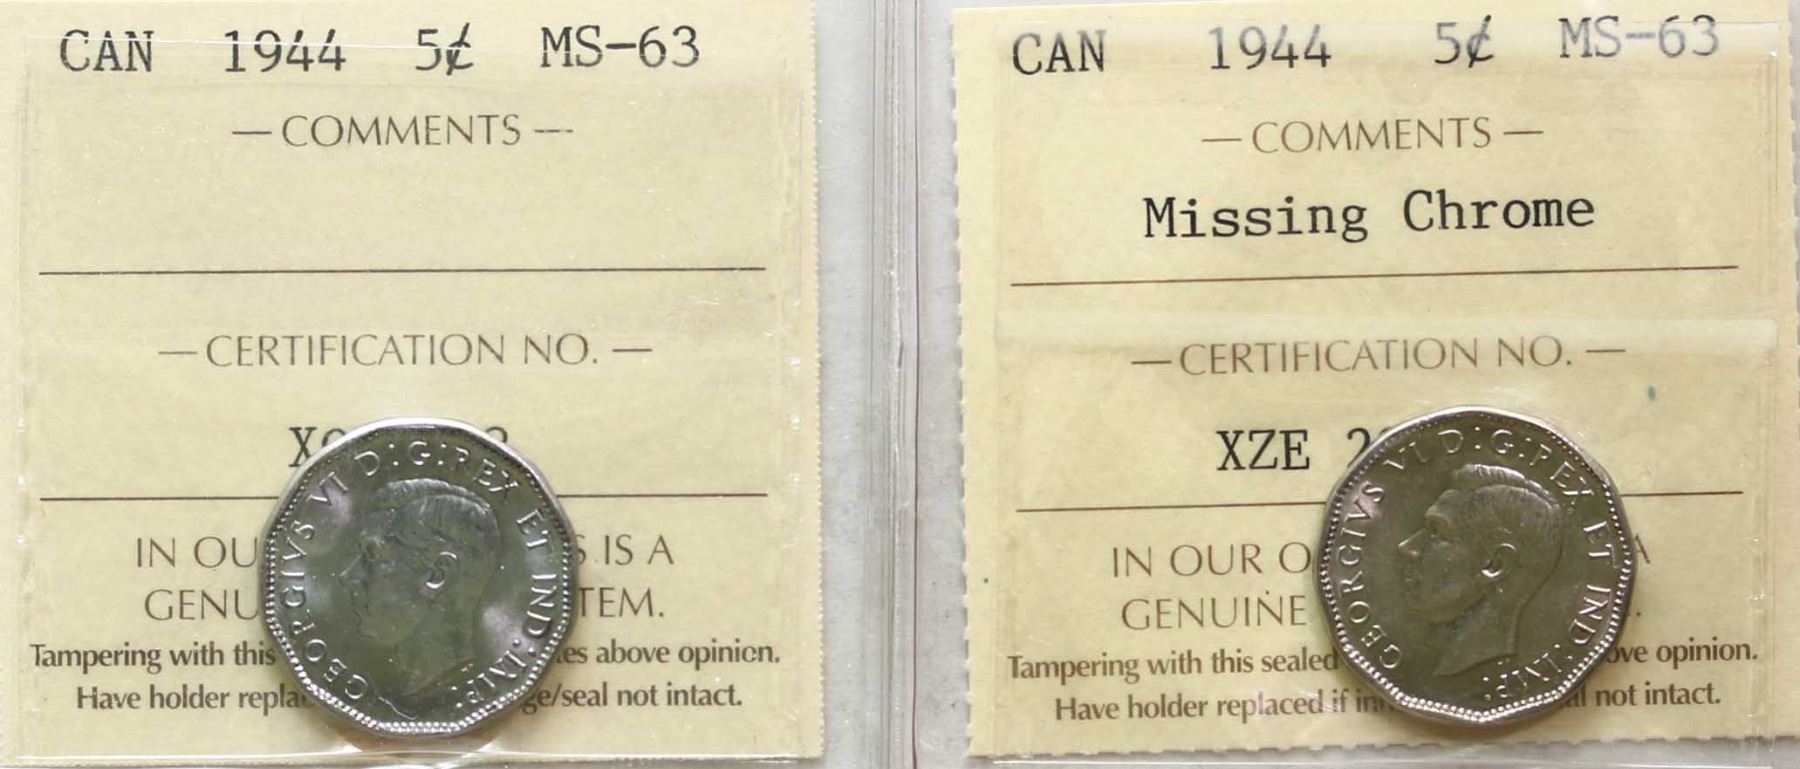 CAN 1944 5¢ MS-63
— COMMENTS —
— CERTIFICATION NO. —
IN OU S IS A
GENU TEM.
Tampering with this es above opinion.
Have holder repla ge/seal not intact.
GEORGIVS VI D:G:REX ET IND:IMP:
CAN 1944 5¢ MS-63
— COMMENTS —
Missing Chrome
— CERTIFICATION NO. —
XZE 2
IN OUR O A
GENUINE .
Tampering with this sealed ove opinion.
Have holder replaced if in al not intact.
GEORGIVS VI D:G:REX ET IND:IMP: